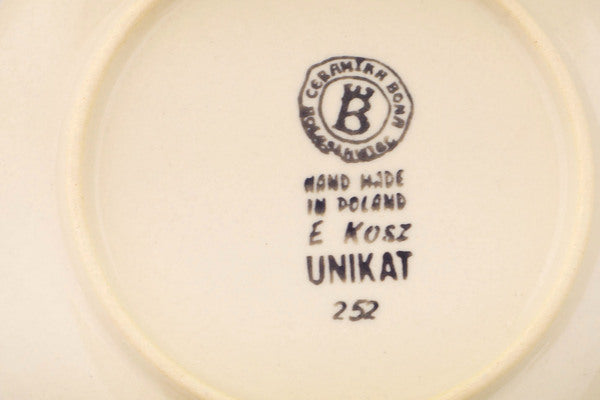 CERAMIKA BONA
BOLESŁAWIEC
B
HAND MADE
IN POLAND
E KOSZ
UNIKAT
252